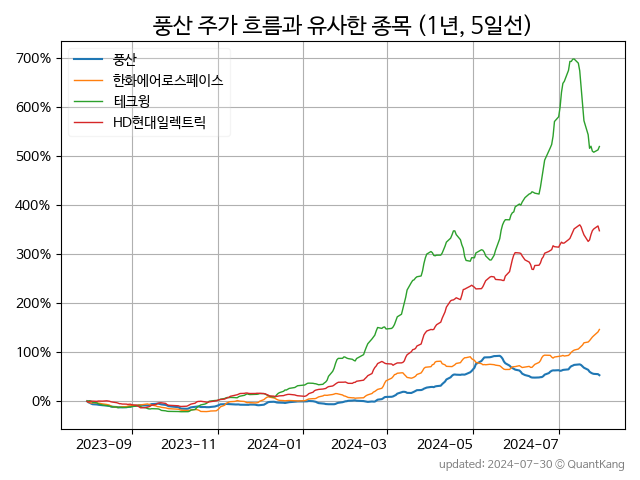 풍산 주가 흐름과 유사한 종목 (1년, 5일선)
풍산
한화에어로스페이스
테크윙
HD현대일렉트릭
700%
600%
500%
400%
300%
200%
100%
0%
2023-09 2023-11 2024-01 2024-03 2024-05 2024-07
updated: 2024-07-30 © QuantKang